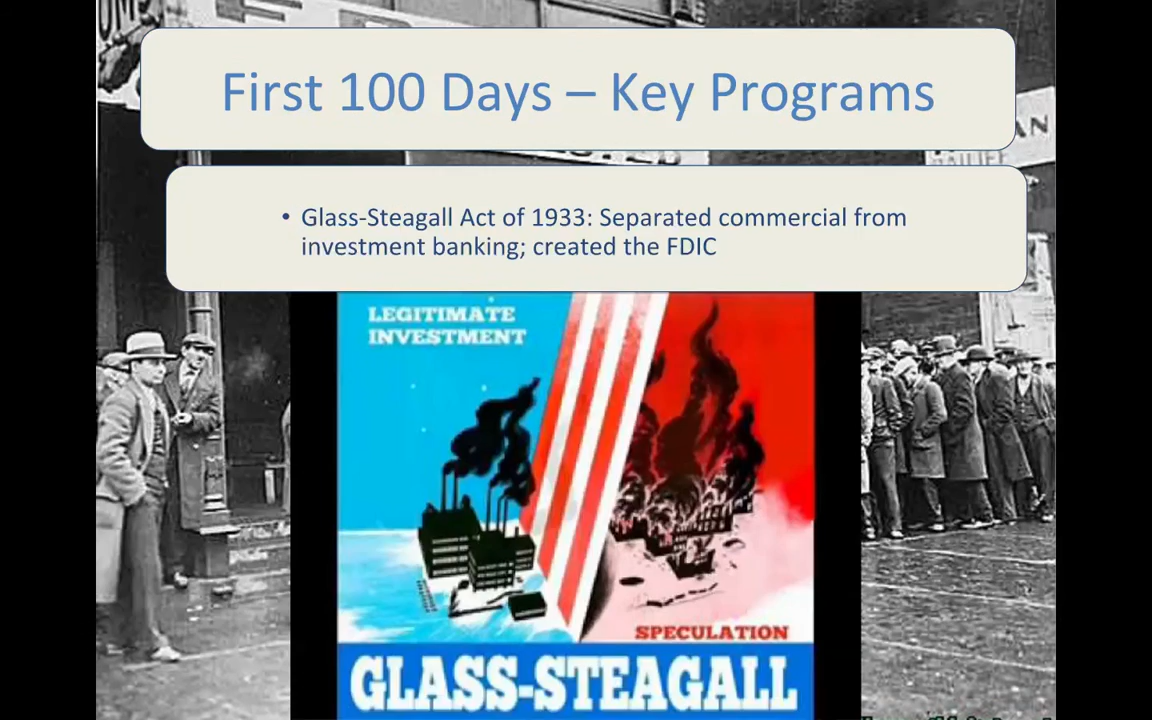 First 100 Days – Key Programs
• Glass-Steagall Act of 1933: Separated commercial from
investment banking; created the FDIC
LEGITIMATE
INVESTMENT
SPECULATION
GLASS-STEAGALL